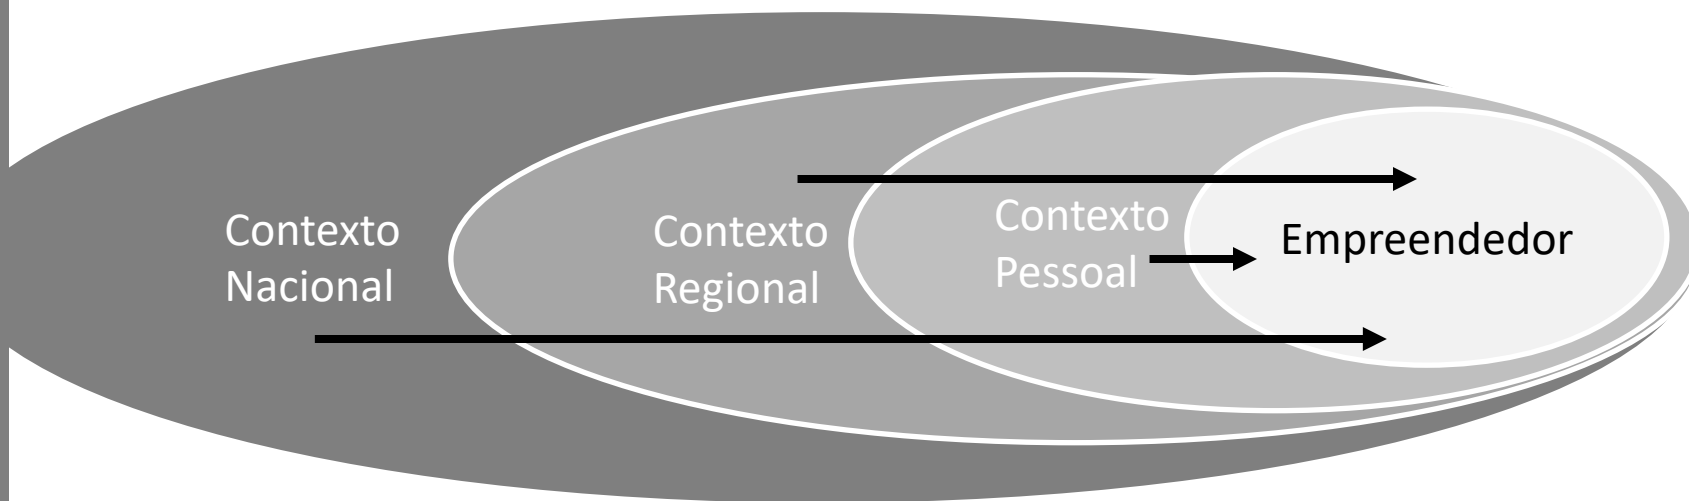 Contexto
Nacional
Contexto
Regional
Contexto
Pessoal
Empreendedor